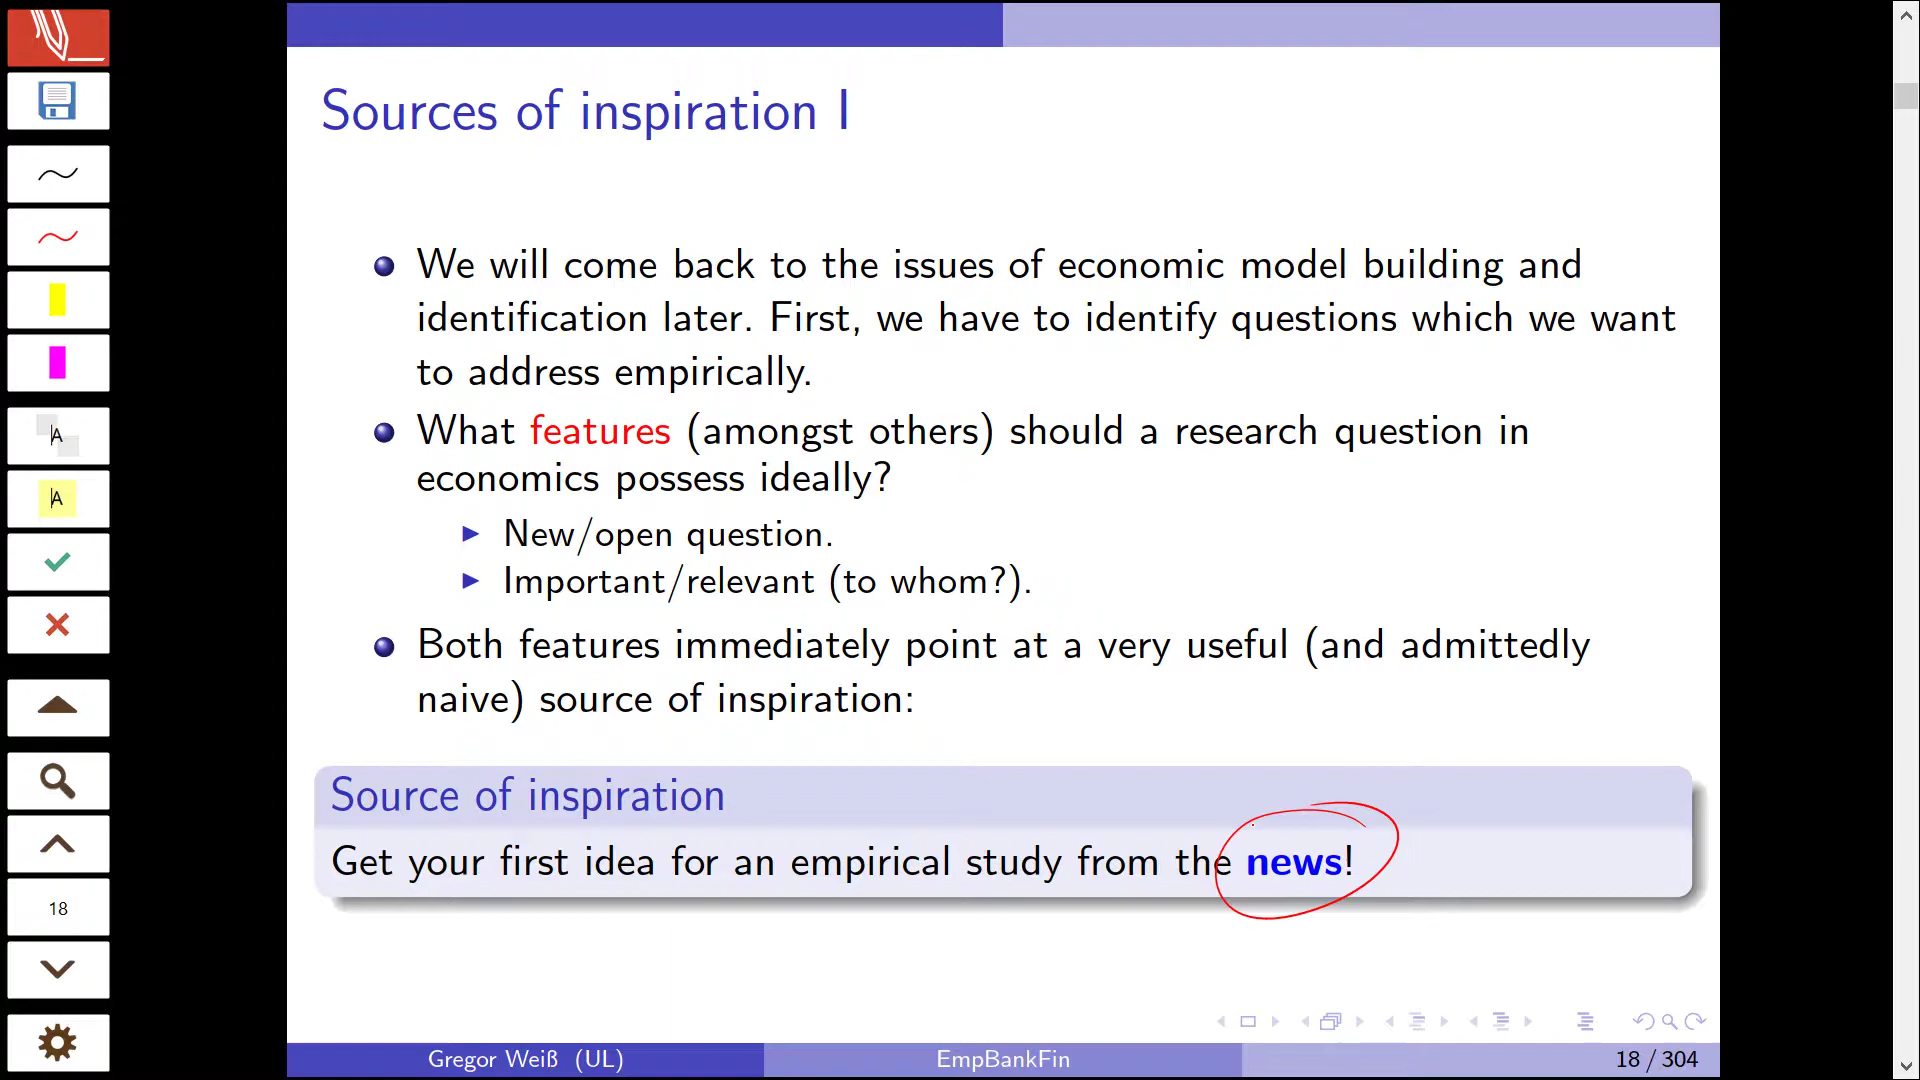 Sources of inspiration I
We will come back to the issues of economic model building and
identification later. First, we have to identify questions which we want
to address empirically.
What features (amongst others) should a research question in
economics possess ideally?
New/open question.
Important/relevant (to whom?).
Both features immediately point at a very useful (and admittedly
naive) source of inspiration:
Source of inspiration
Get your first idea for an empirical study from the news!
Gregor Weiß (UL) EmpBankFin 18 / 304
A
A
18